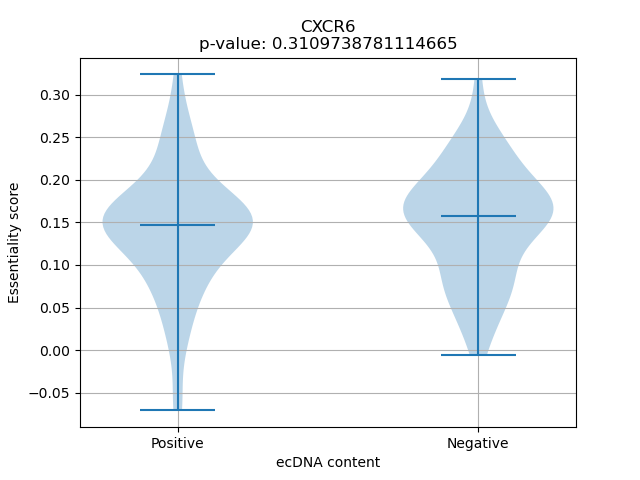 CXCR6
p-value: 0.3109738781114665
0.30
0.25
0.20
0.15
0.10
0.05
0.00
−0.05
Essentiality score
Positive
Negative
ecDNA content